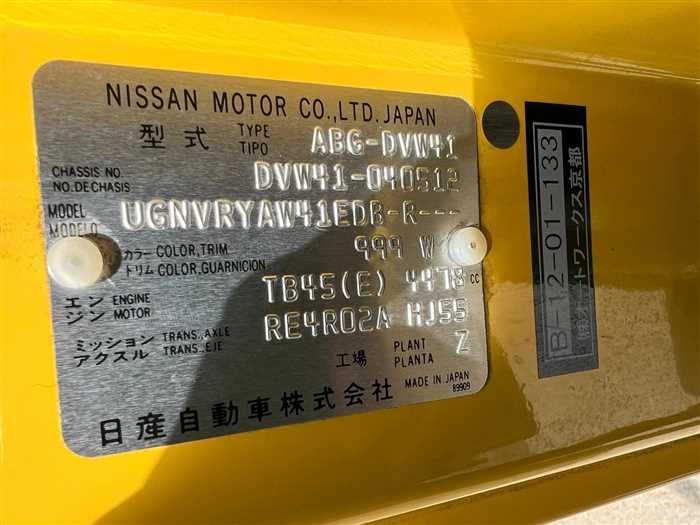 NISSAN MOTOR CO.,LTD. JAPAN
型式 TYPE TIPO ABG-DVW41
CHASSIS NO. NO.DE CHASIS DVW41-040512
MODEL MODELO UGNVRYAW41EDB-R---
カラー COLOR,TRIM
トリム COLOR,GUARNICION 999 W
エン ENGINE
ジン MOTOR TB45(E) 4478 cc
ミッション TRANS.,AXLE
アクスル TRANS.,EJE RE4R02A HJ55
工場 PLANT PLANTA Z
日産自動車株式会社 MADE IN JAPAN
89909
B-12-01-133
トワークス京都